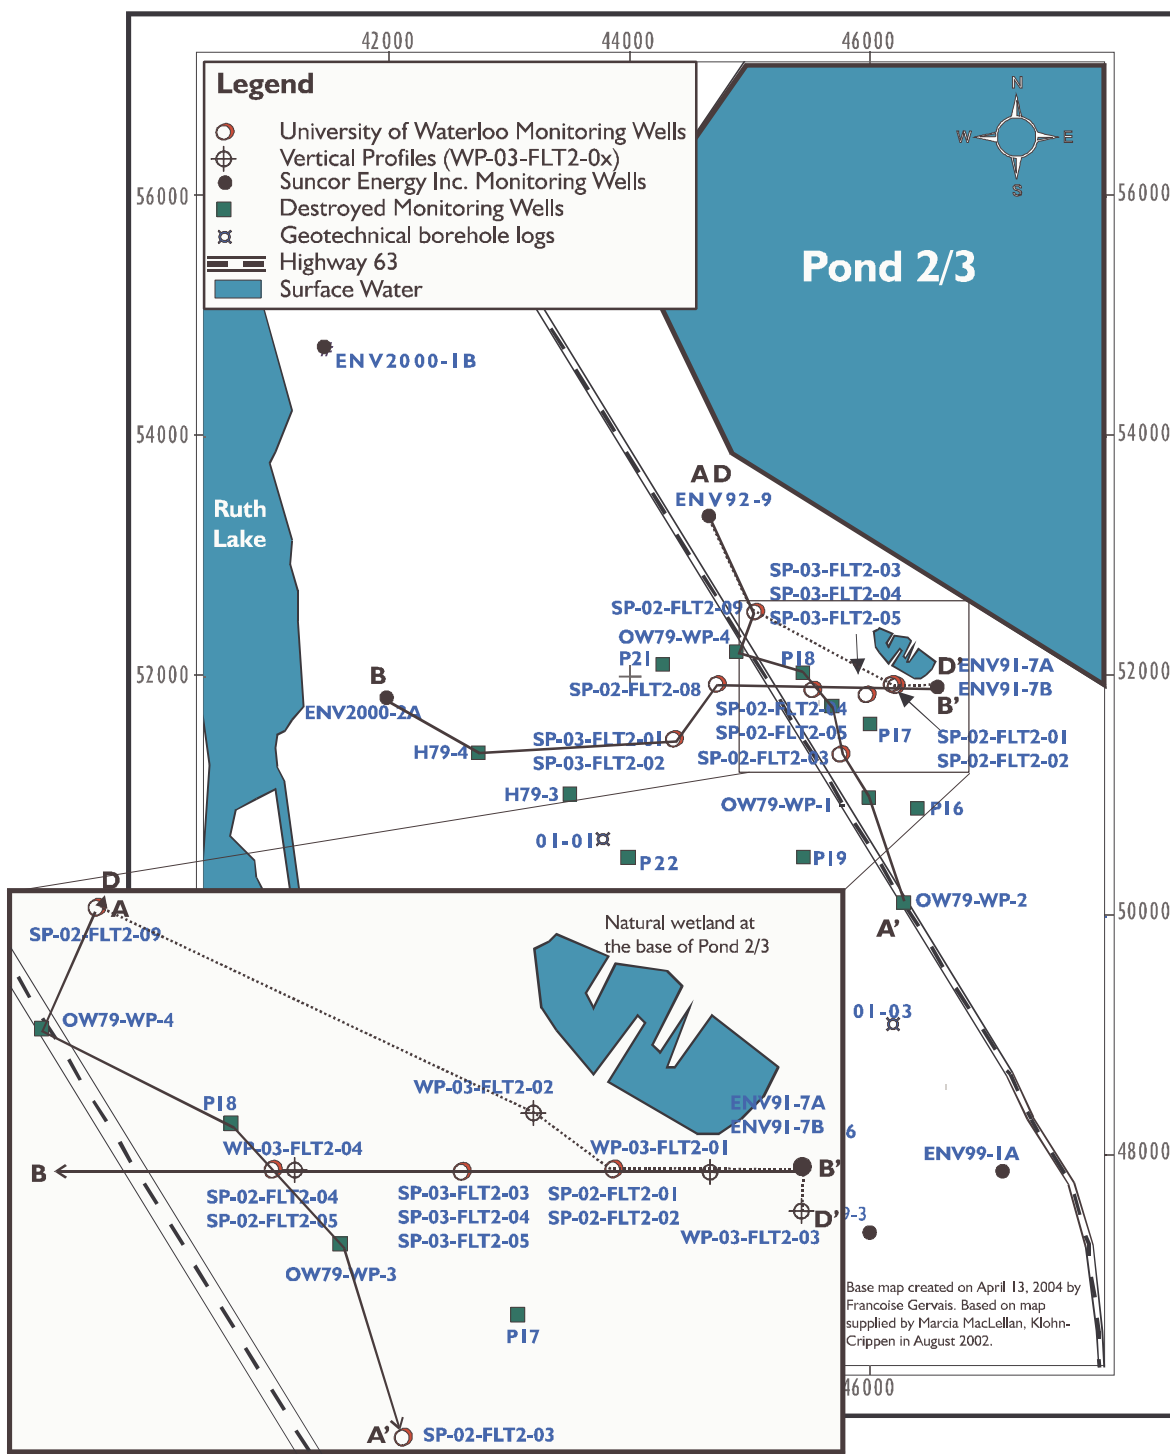 42000
44000
46000
Legend
University of Waterloo Monitoring Wells
Vertical Profiles (WP-03-FLT2-0x)
Suncor Energy Inc. Monitoring Wells
Destroyed Monitoring Wells
Geotechnical borehole logs
Highway 63
Surface Water
N
W
E
S
56000
56000
Pond 2/3
ENV2000-1B
54000
54000
A D
ENV92-9
Ruth
Lake
SP-03-FLT2-03
SP-03-FLT2-04
SP-03-FLT2-05
SP-02-FLT2-09
OW79-WP-4
P21
P18
D'
ENV91-7A
52000
52000
B
SP-02-FLT2-08
ENV91-7B
B'
ENV2000-2A
SP-02-FLT2-04
SP-02-FLT2-05
P17
SP-02-FLT2-01
SP-02-FLT2-02
SP-03-FLT2-01
SP-03-FLT2-02
H79-4
SP-02-FLT2-03
H79-3
OW79-WP-1
P16
01-01
P22
P19
OW79-WP-2
A'
50000
D
A
SP-02-FLT2-09
Natural wetland at
the base of Pond 2/3
01-03
OW79-WP-4
WP-03-FLT2-02
P18
ENV91-7A
ENV91-7B
6
WP-03-FLT2-04
WP-03-FLT2-01
ENV99-1A
48000
B
B'
SP-02-FLT2-04
SP-02-FLT2-05
SP-03-FLT2-03
SP-03-FLT2-04
SP-03-FLT2-05
SP-02-FLT2-01
SP-02-FLT2-02
D'
9-3
WP-03-FLT2-03
OW79-WP-3
P17
Base map created on April 13, 2004 by
Francoise Gervais. Based on map
supplied by Marcia MacLellan, Klohn-
Crippen in August 2002.
46000
A'
SP-02-FLT2-03